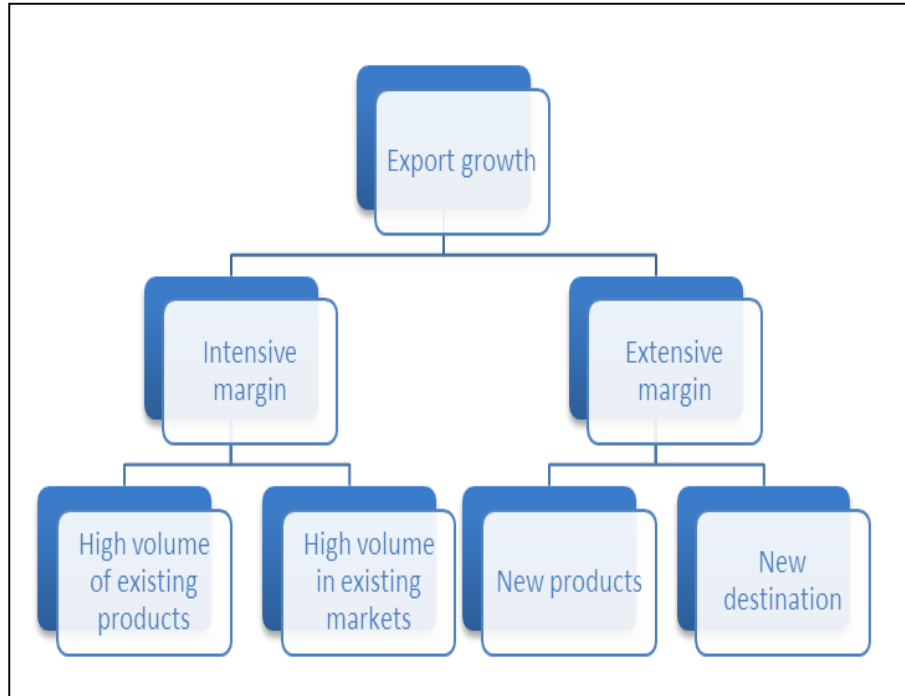 Export growth
Intensive
margin
Extensive
margin
High volume
of existing
products
High volume
in existing
markets
New products
New
destination